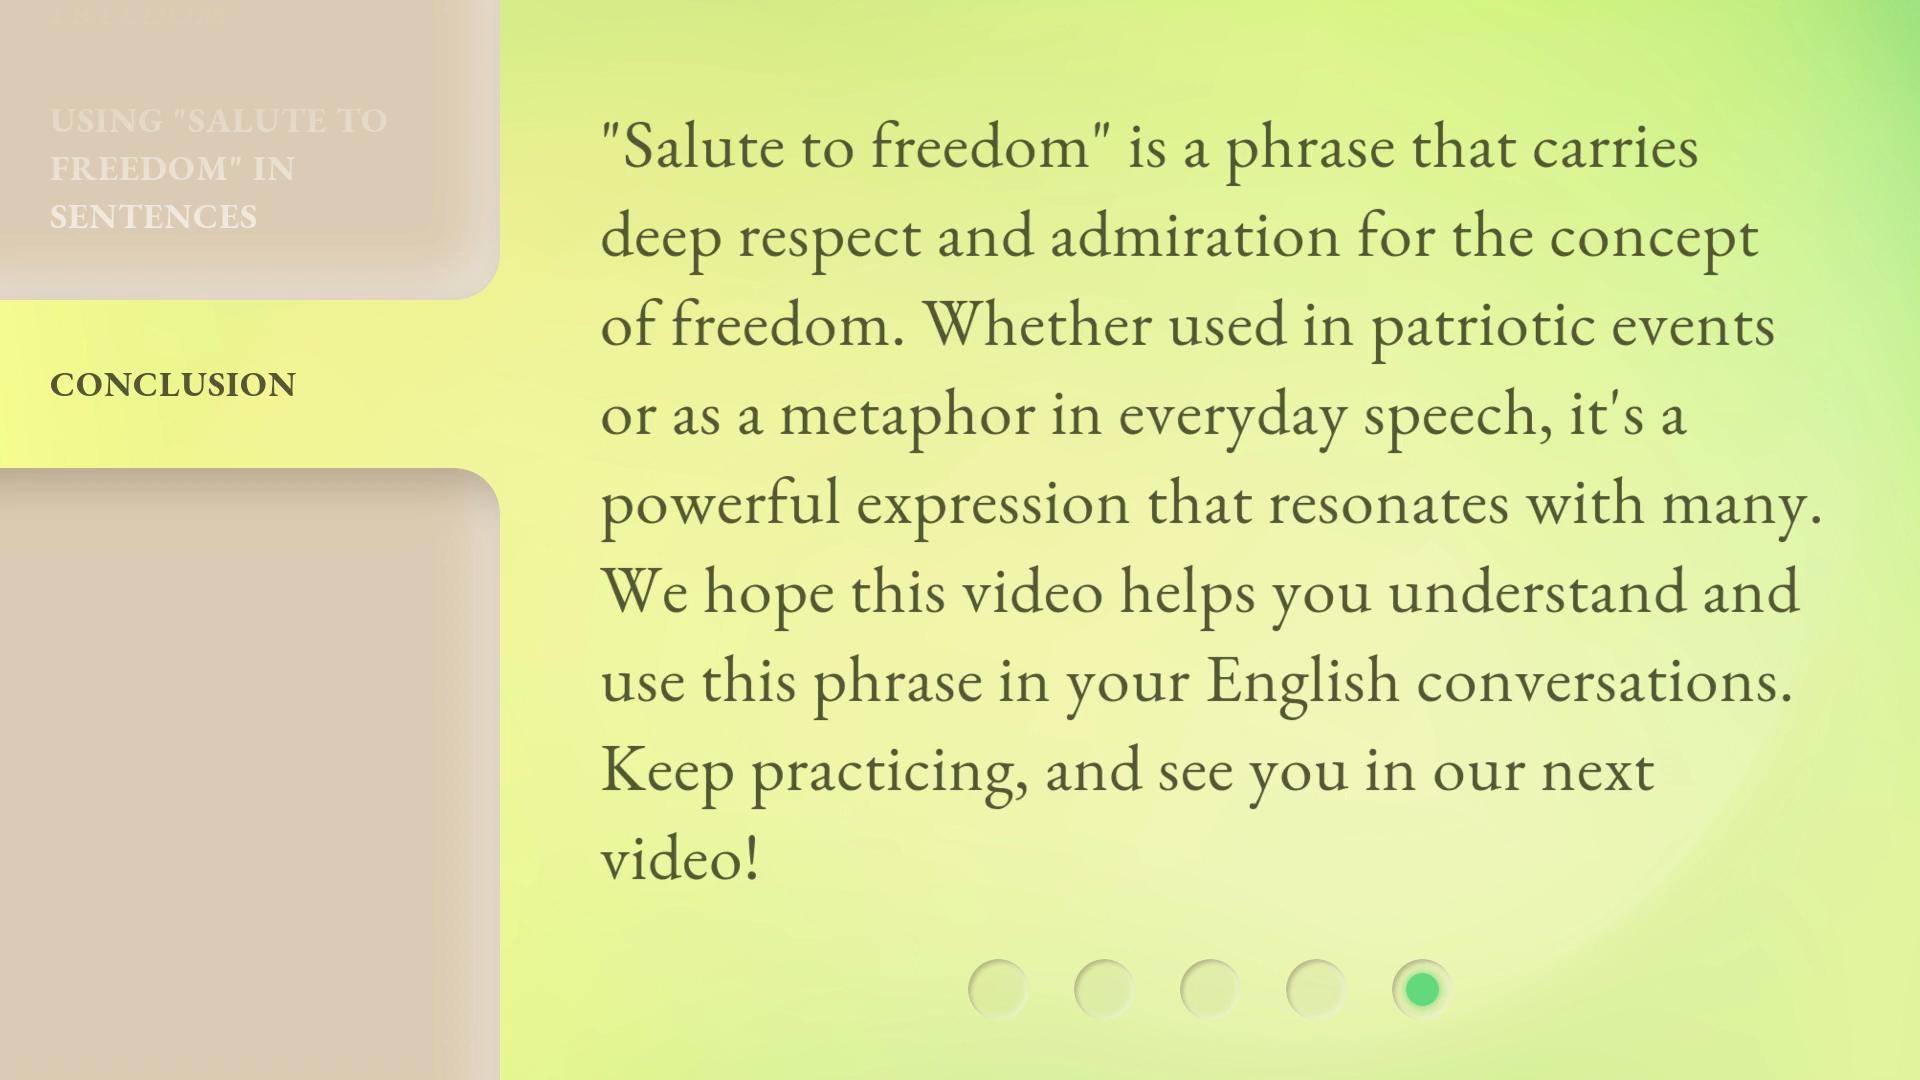 USING "SALUTE TO
FREEDOM" IN
SENTENCES
CONCLUSION
"Salute to freedom" is a phrase that carries
deep respect and admiration for the concept
of freedom. Whether used in patriotic events
or as a metaphor in everyday speech, it's a
powerful expression that resonates with many.
We hope this video helps you understand and
use this phrase in your English conversations.
Keep practicing, and see you in our next
video!